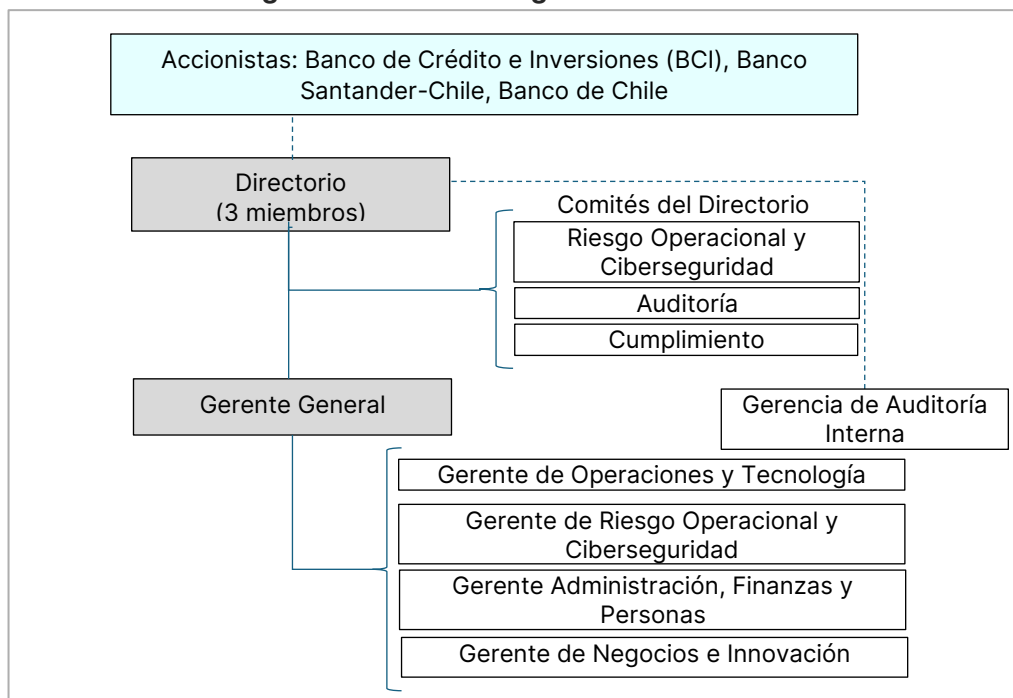 Accionistas: Banco de Crédito e Inversiones (BCI), Banco
Santander-Chile, Banco de Chile
Directorio
(3 miembros)
Comités del Directorio
Riesgo Operacional y
Ciberseguridad
Auditoría
Cumplimiento
Gerente General
Gerencia de Auditoría
Interna
Gerente de Operaciones y Tecnología
Gerente de Riesgo Operacional y
Ciberseguridad
Gerente Administración, Finanzas y
Personas
Gerente de Negocios e Innovación